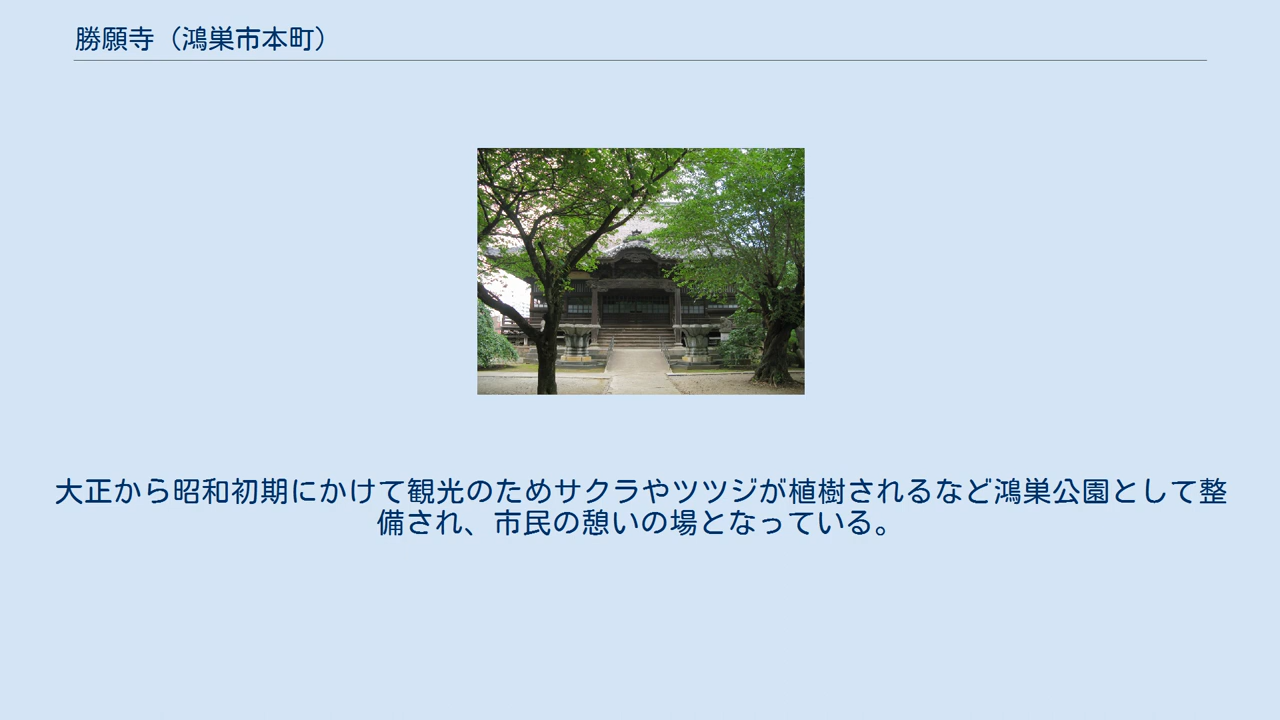 勝願寺（鴻巣市本町）
大正から昭和初期にかけて観光のためサクラやツツジが植樹されるなど鴻巣公園として整
備され、市民の憩いの場となっている。